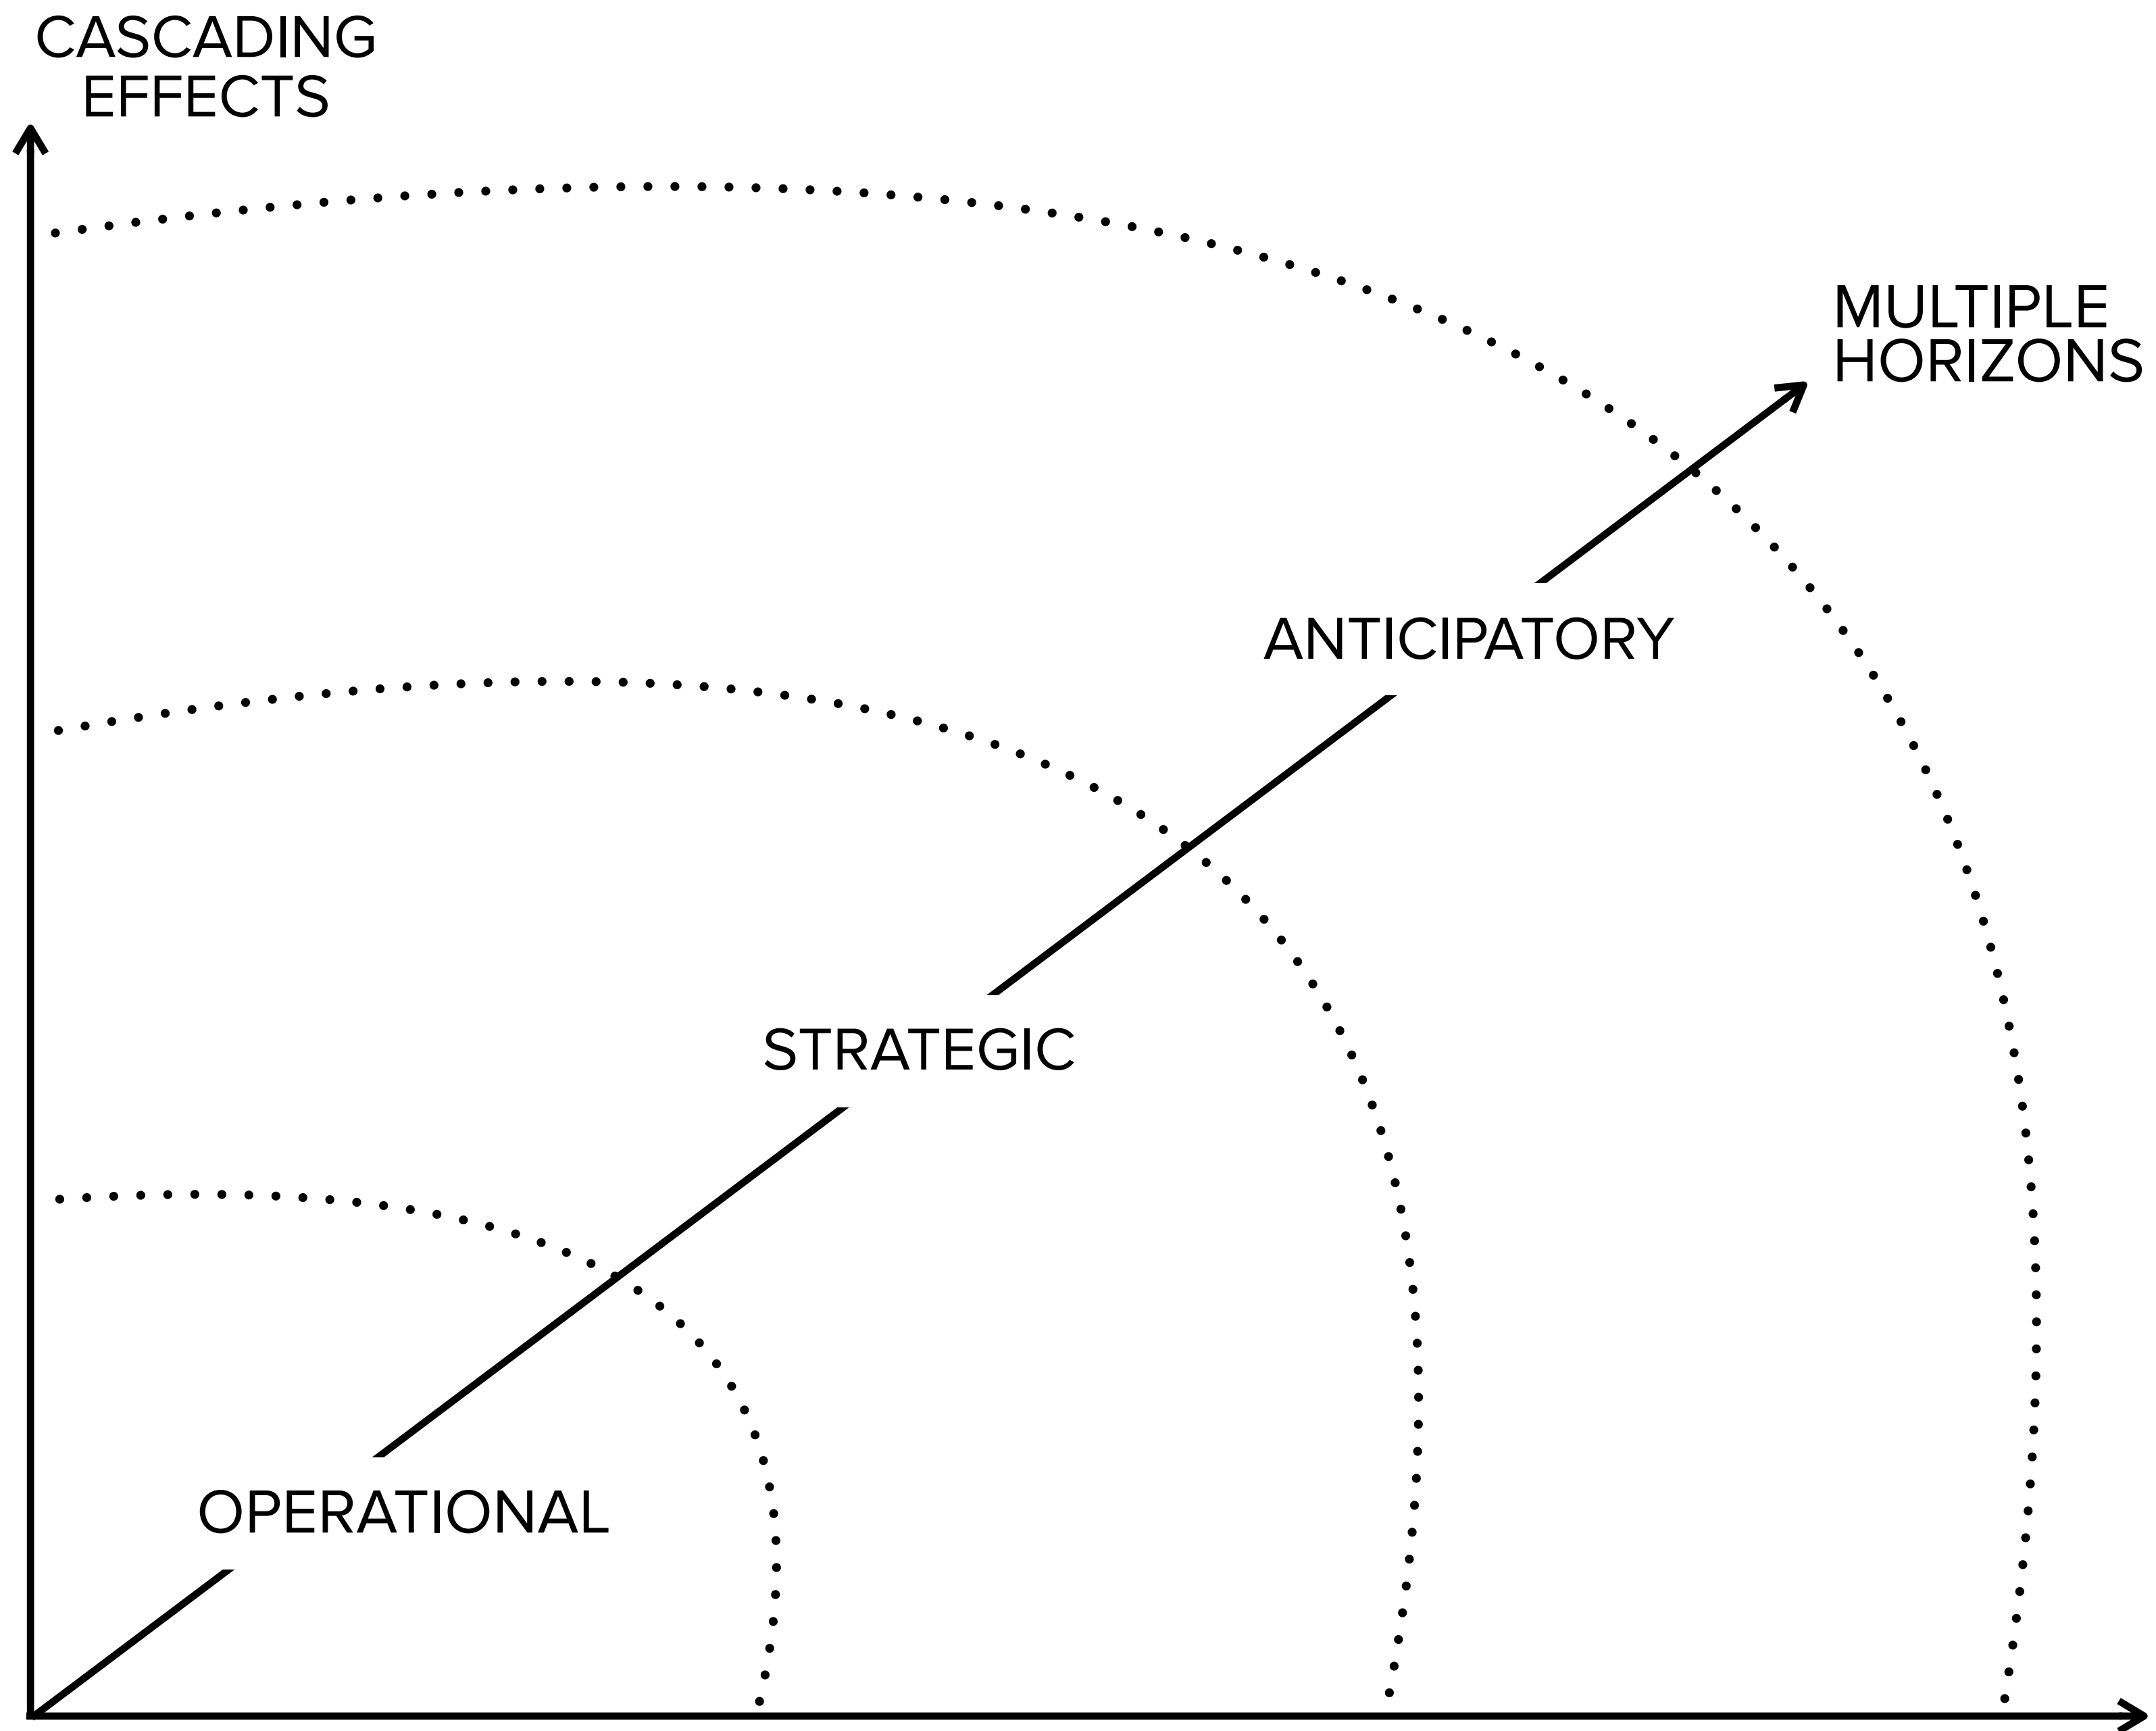 CASCADING
EFFECTS
MULTIPLE
HORIZONS
ANTICIPATORY
STRATEGIC
OPERATIONAL